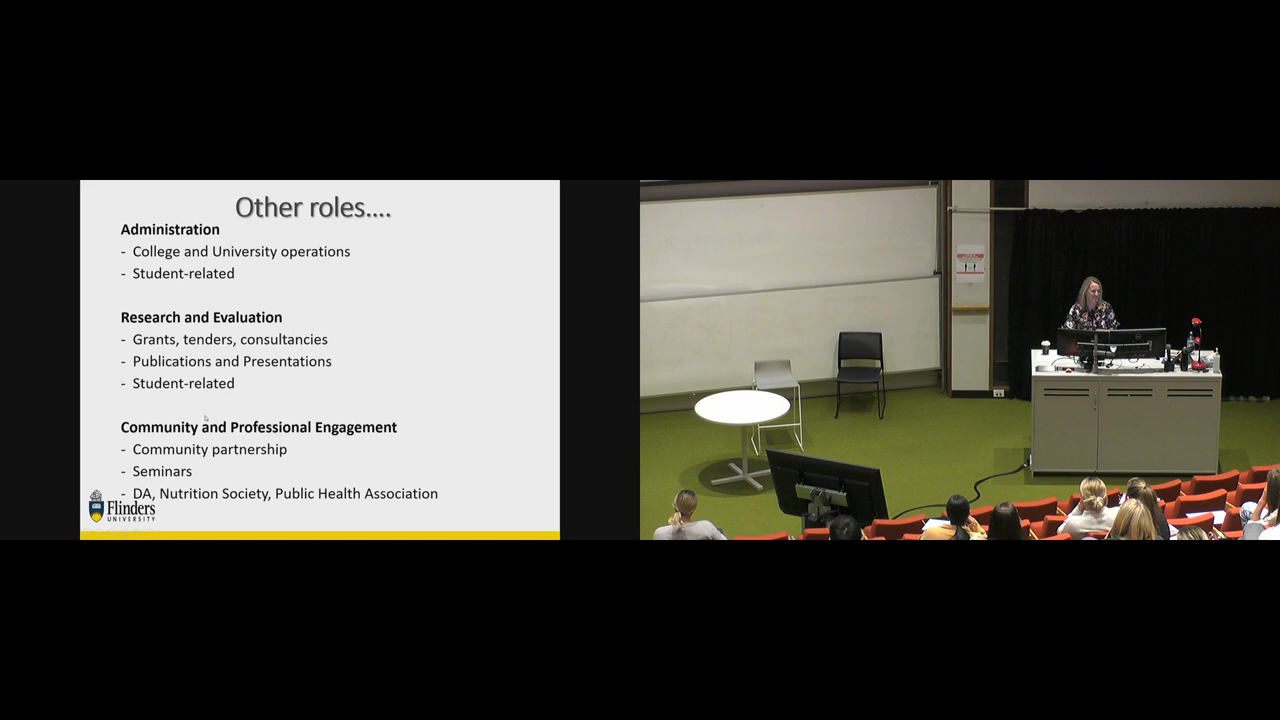 Other roles....
Administration
- College and University operations
- Student-related
Research and Evaluation
- Grants, tenders, consultancies
- Publications and Presentations
- Student-related
Community and Professional Engagement
- Community partnership
- Seminars
- DA, Nutrition Society, Public Health Association
Flinders
UNIVERSITY